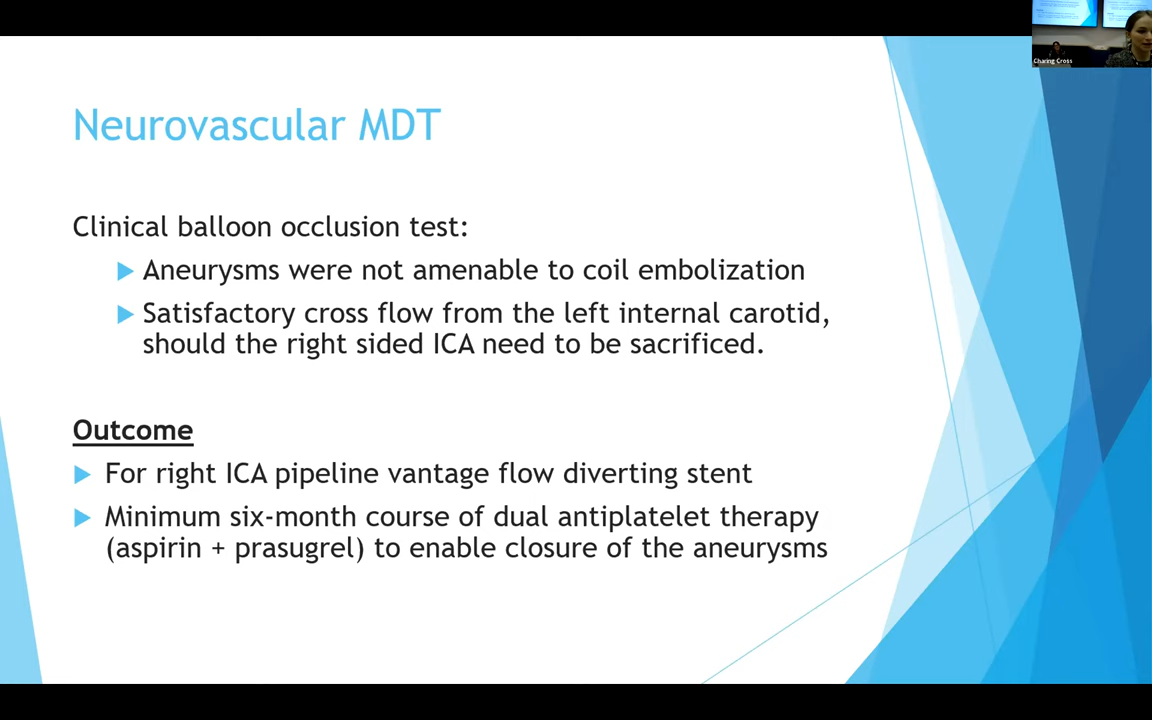 Charing Cross
Neurovascular MDT
Clinical balloon occlusion test:
Aneurysms were not amenable to coil embolization
Satisfactory cross flow from the left internal carotid,
should the right sided ICA need to be sacrificed.
Outcome
For right ICA pipeline vantage flow diverting stent
Minimum six-month course of dual antiplatelet therapy
(aspirin + prasugrel) to enable closure of the aneurysms